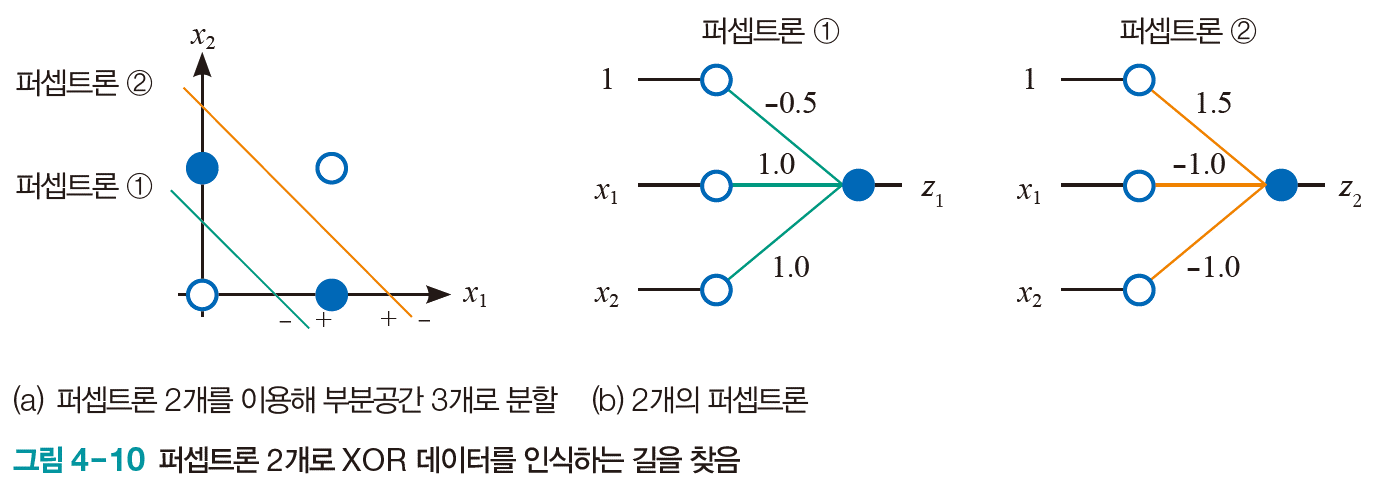 x₂
퍼셉트론 ②
퍼셉트론 ①
x₁
− + + −
퍼셉트론 ①
1
−0.5
x₁
1.0
z₁
x₂
1.0
퍼셉트론 ②
1
1.5
x₁
−1.0
z₂
x₂
−1.0
(a) 퍼셉트론 2개를 이용해 부분공간 3개로 분할
(b) 2개의 퍼셉트론
그림 4-10 퍼셉트론 2개로 XOR 데이터를 인식하는 길을 찾음